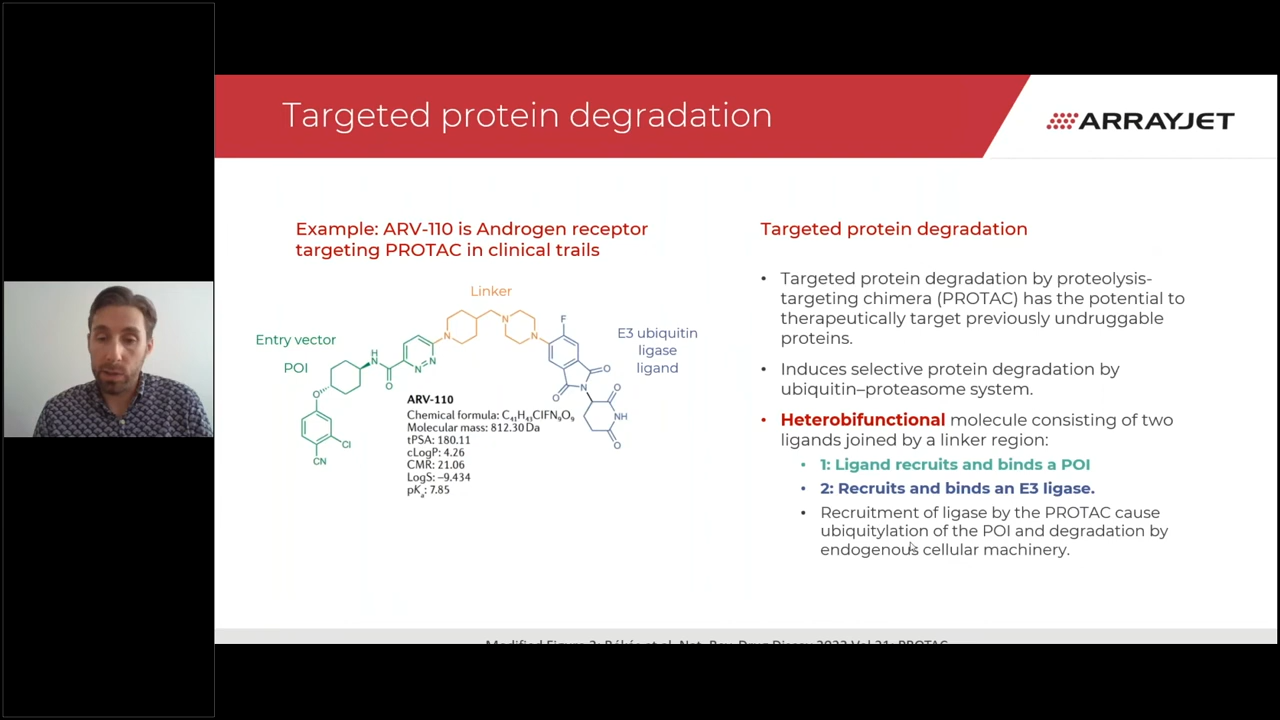 Targeted protein degradation
ARRAYJET
Example: ARV-110 is Androgen receptor
targeting PROTAC in clinical trails
Linker
Entry vector
POI
E3 ubiquitin
ligase
ligand
F
N
N
N
H
N
O
N
N
O
O
N
O
O
NH
O
O
Cl
CN
ARV-110
Chemical formula: C₄₁H₄₃ClFN₉O₉
Molecular mass: 812.30 Da
tPSA: 180.11
cLogP: 4.26
CMR: 21.06
LogS: –9.434
pKₐ: 7.85
Targeted protein degradation
• Targeted protein degradation by proteolysis-
targeting chimera (PROTAC) has the potential to
therapeutically target previously undruggable
proteins.
• Induces selective protein degradation by
ubiquitin–proteasome system.
• Heterobifunctional molecule consisting of two
ligands joined by a linker region:
• 1: Ligand recruits and binds a POI
• 2: Recruits and binds an E3 ligase.
• Recruitment of ligase by the PROTAC cause
ubiquitylation of the POI and degradation by
endogenous cellular machinery.